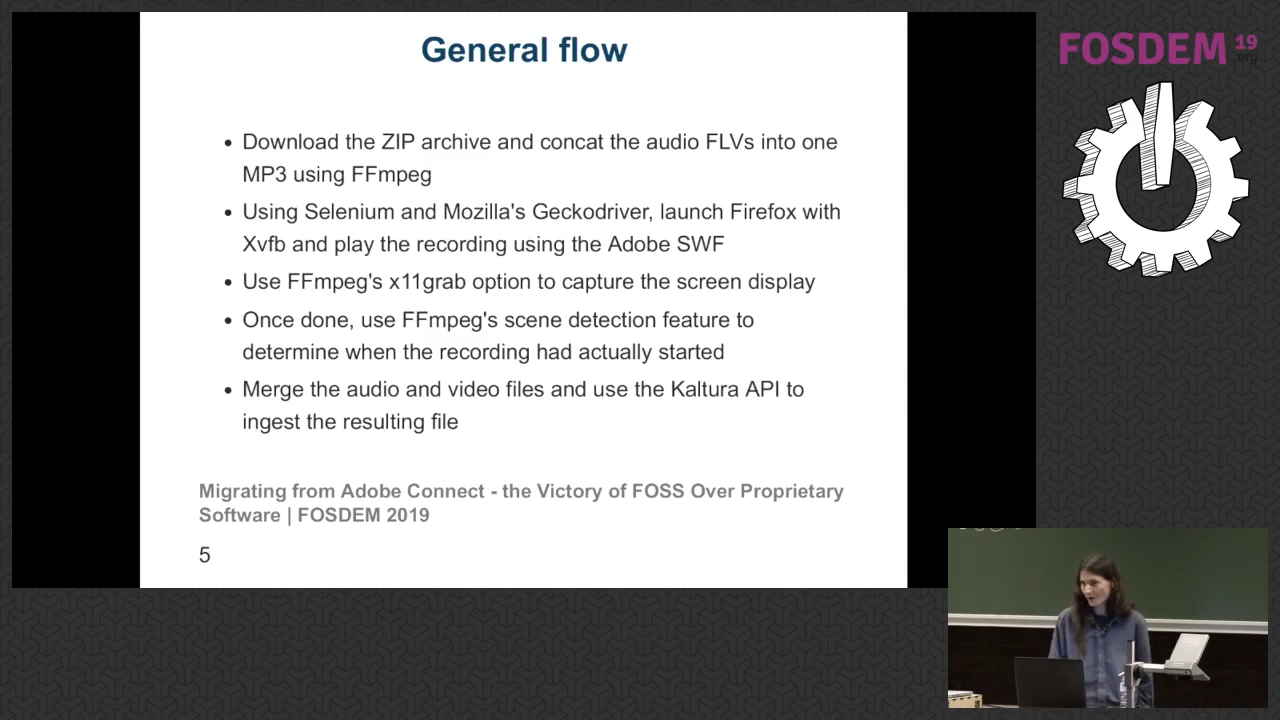 General flow
FOSDEM 19
.org
Download the ZIP archive and concat the audio FLVs into one
MP3 using FFmpeg
Using Selenium and Mozilla's Geckodriver, launch Firefox with
Xvfb and play the recording using the Adobe SWF
Use FFmpeg's x11grab option to capture the screen display
Once done, use FFmpeg's scene detection feature to
determine when the recording had actually started
Merge the audio and video files and use the Kaltura API to
ingest the resulting file
Migrating from Adobe Connect - the Victory of FOSS Over Proprietary
Software | FOSDEM 2019
5